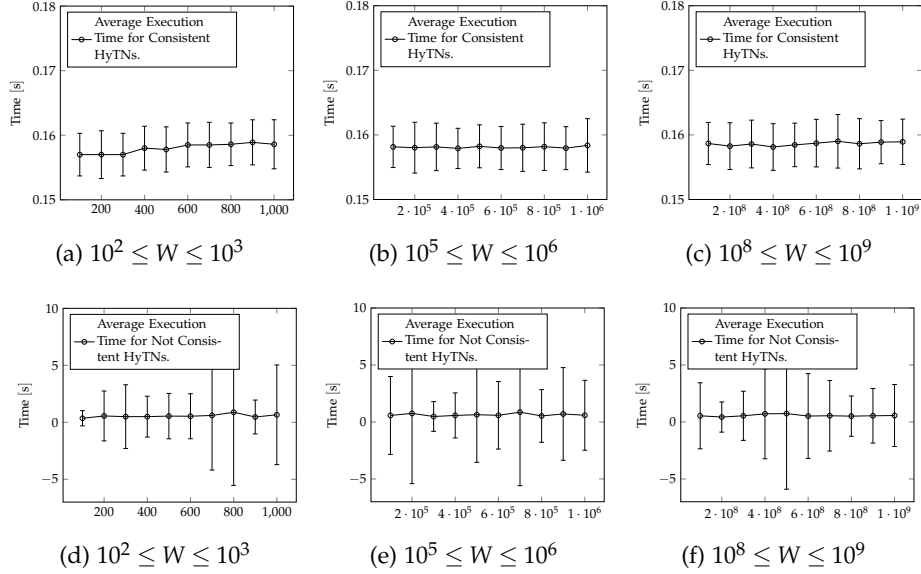 0.18
0.17
0.16
0.15
Time [s]
Average Execution
Time for Consistent
HyTNs.
200 400 600 800 1,000
(a) 10² ≤ W ≤ 10³
0.18
0.17
0.16
0.15
Time [s]
Average Execution
Time for Consistent
HyTNs.
2 · 10⁵ 4 · 10⁵ 6 · 10⁵ 8 · 10⁵ 1 · 10⁶
(b) 10⁵ ≤ W ≤ 10⁶
0.18
0.17
0.16
0.15
Time [s]
Average Execution
Time for Consistent
HyTNs.
2 · 10⁸ 4 · 10⁸ 6 · 10⁸ 8 · 10⁸ 1 · 10⁹
(c) 10⁸ ≤ W ≤ 10⁹
10
5
0
−5
Time [s]
Average Execution
Time for Not Consis-
tent HyTNs.
200 400 600 800 1,000
(d) 10² ≤ W ≤ 10³
10
5
0
−5
Time [s]
Average Execution
Time for Not Consis-
tent HyTNs.
2 · 10⁵ 4 · 10⁵ 6 · 10⁵ 8 · 10⁵ 1 · 10⁶
(e) 10⁵ ≤ W ≤ 10⁶
10
5
0
−5
Time [s]
Average Execution
Time for Not Consis-
tent HyTNs.
2 · 10⁸ 4 · 10⁸ 6 · 10⁸ 8 · 10⁸ 1 · 10⁹
(f) 10⁸ ≤ W ≤ 10⁹